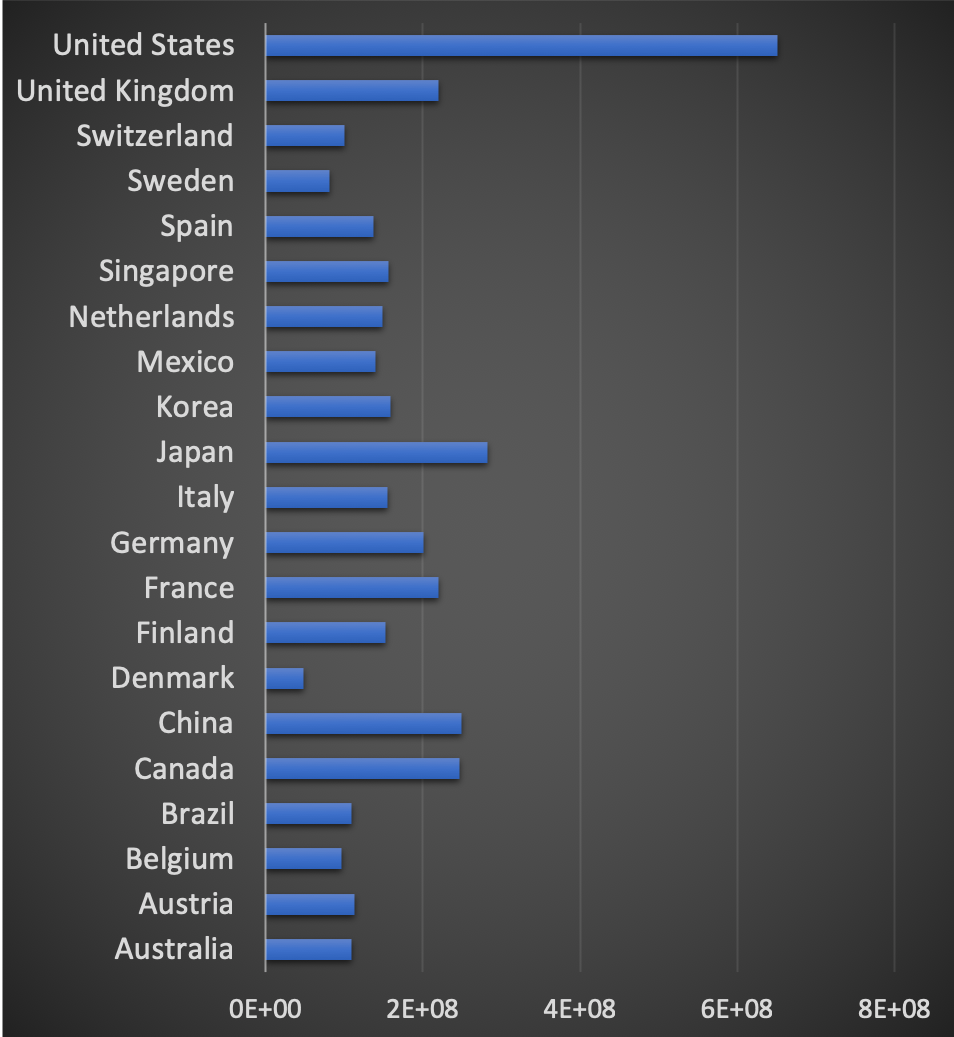 United States
United Kingdom
Switzerland
Sweden
Spain
Singapore
Netherlands
Mexico
Korea
Japan
Italy
Germany
France
Finland
Denmark
China
Canada
Brazil
Belgium
Austria
Australia
0E+00 2E+08 4E+08 6E+08 8E+08